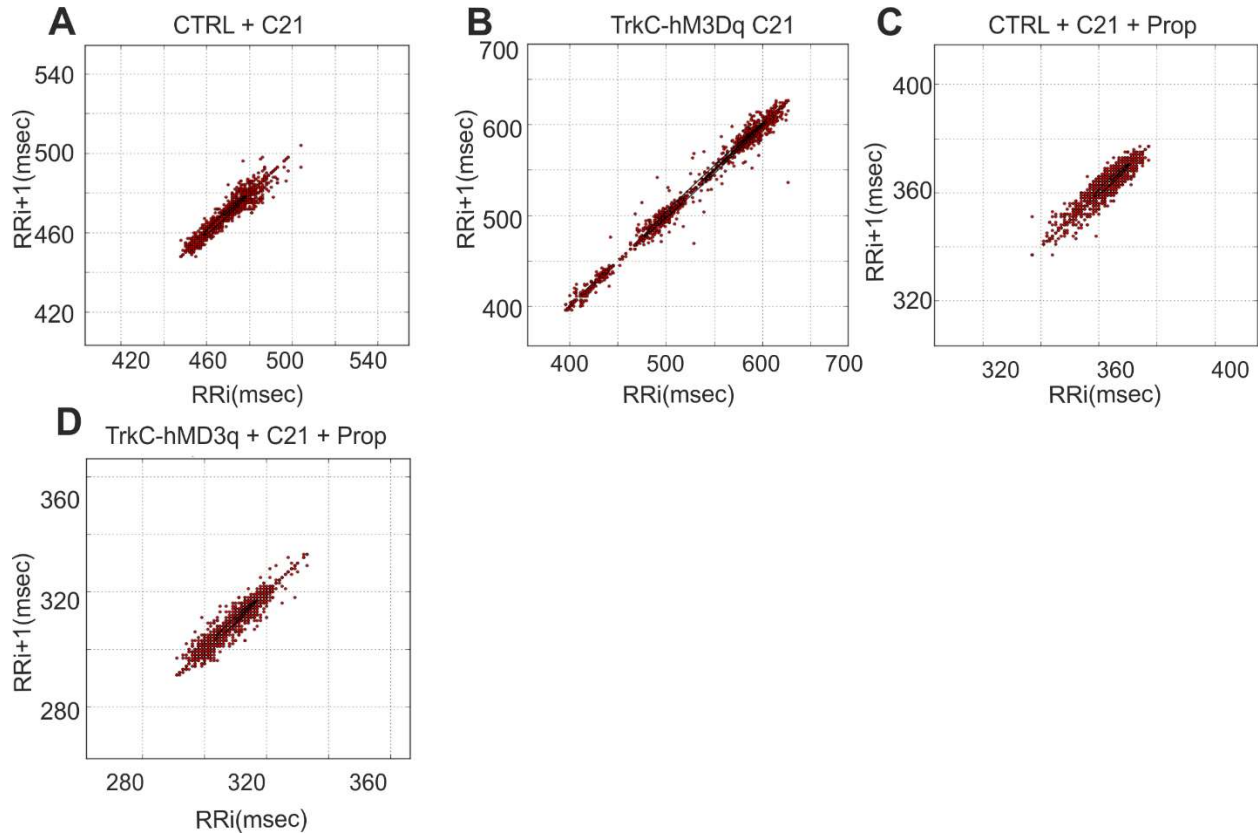 A
CTRL + C21
RRi+1(msec)
540
500
460
420
420
460
500
540
RRi(msec)
B
TrkC-hM3Dq C21
RRi+1(msec)
700
600
500
400
400
500
600
700
RRi(msec)
C
CTRL + C21 + Prop
RRi+1(msec)
400
360
320
320
360
400
RRi(msec)
D
TrkC-hMD3q + C21 + Prop
RRi+1(msec)
360
320
280
280
320
360
RRi(msec)